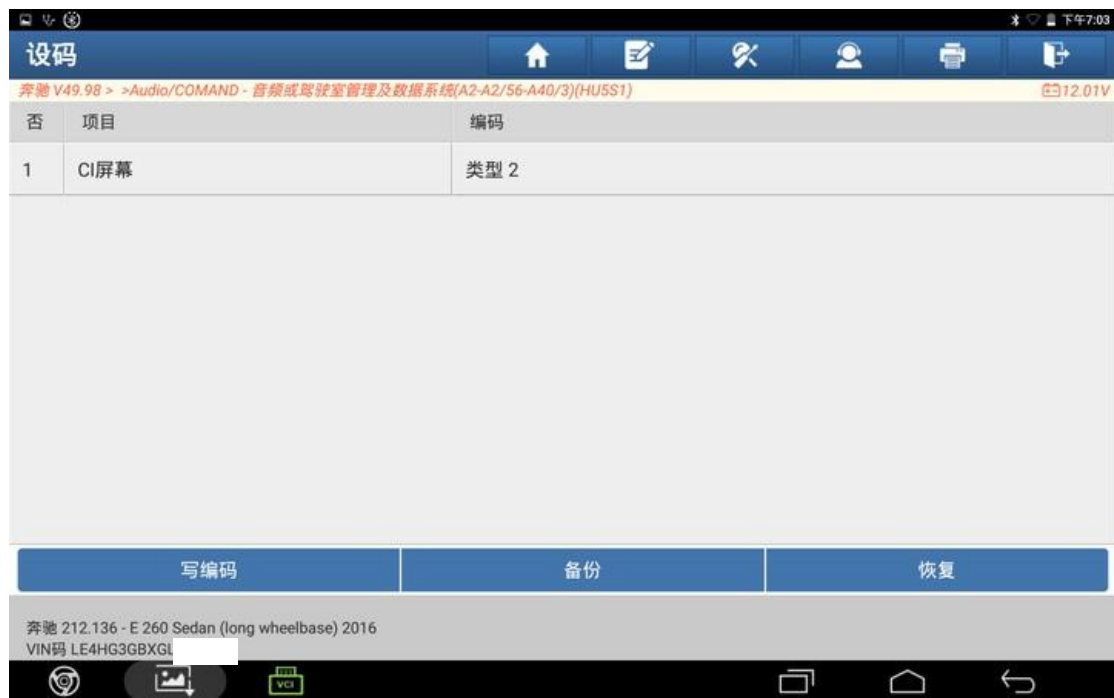 下午7:03
设码
奔驰 V49.98 > >Audio/COMAND - 音频或驾驶室管理及数据系统(A2-A2/56-A40/3)(HU5S1) 12.01V
否 项目 编码
1 CI屏幕 类型 2
写编码 备份 恢复
奔驰 212.136 - E 260 Sedan (long wheelbase) 2016
VIN码 LE4HG3GBXGL
VCI